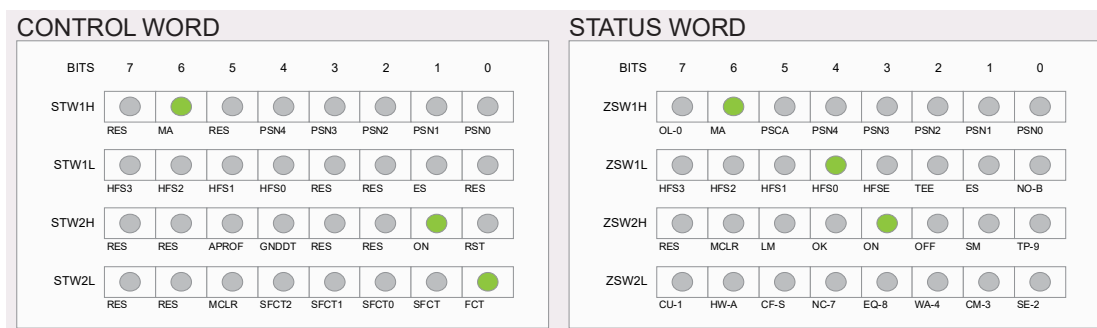 CONTROL WORD
BITS 7 6 5 4 3 2 1 0
STW1H
RES MA RES PSN4 PSN3 PSN2 PSN1 PSN0
STW1L
HFS3 HFS2 HFS1 HFS0 RES RES ES RES
STW2H
RES RES APROF GNDDT RES RES ON RST
STW2L
RES RES MCLR SFCT2 SFCT1 SFCT0 SFCT FCT
STATUS WORD
BITS 7 6 5 4 3 2 1 0
ZSW1H
OL-0 MA PSCA PSN4 PSN3 PSN2 PSN1 PSN0
ZSW1L
HFS3 HFS2 HFS1 HFS0 HFSE TEE ES NO-B
ZSW2H
RES MCLR LM OK ON OFF SM TP-9
ZSW2L
CU-1 HW-A CF-S NC-7 EQ-8 WA-4 CM-3 SE-2